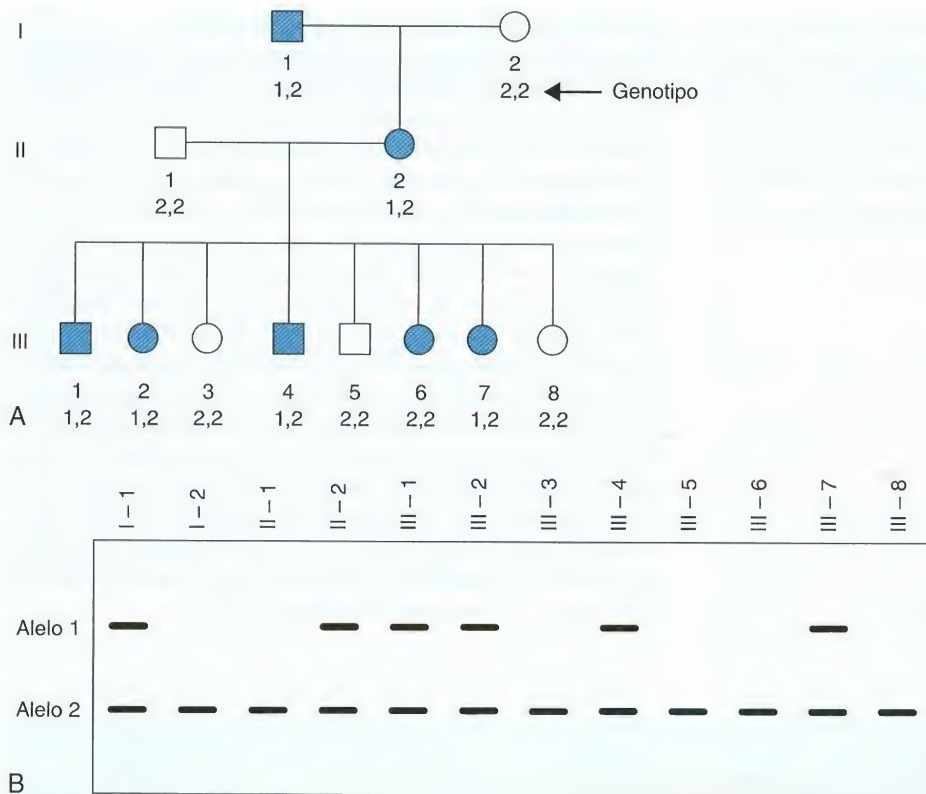 I
1
2
1,2
2,2 Genotipo
II
1
2
2,2
1,2
III
1 2 3 4 5 6 7 8
A 1,2 1,2 2,2 1,2 2,2 2,2 1,2 2,2
I – 1 I – 2 II – 1 II – 2 III – 1 III – 2 III – 3 III – 4 III – 5 III – 6 III – 7 III – 8
Alelo 1
Alelo 2
B